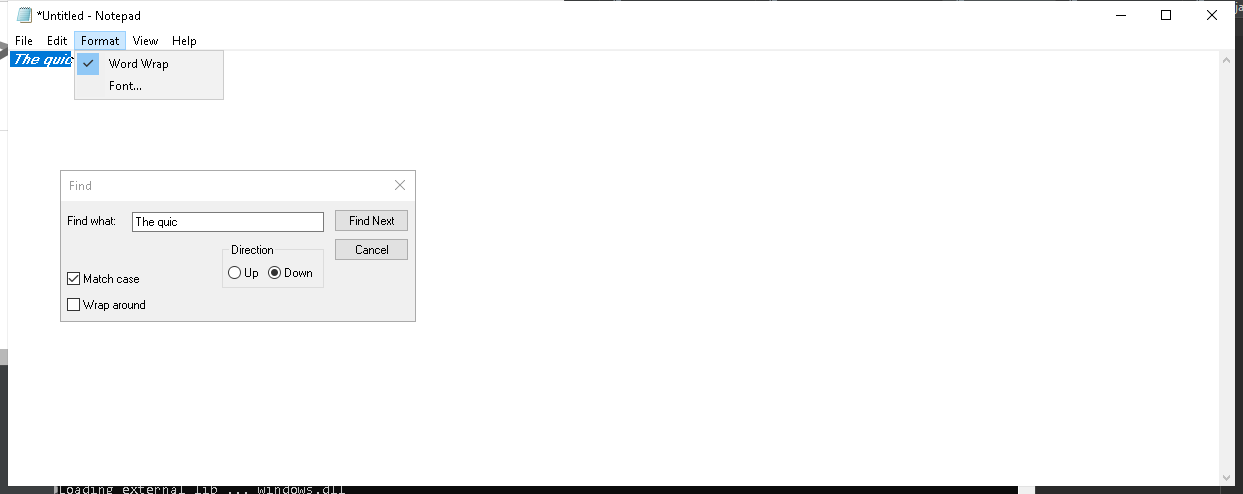 *Untitled - Notepad
File Edit Format View Help
The quic
Word Wrap
Font...
Find
Find what: The quic Find Next
Direction Cancel
Up Down
Match case
Wrap around
Loading external lib ... windows.dll